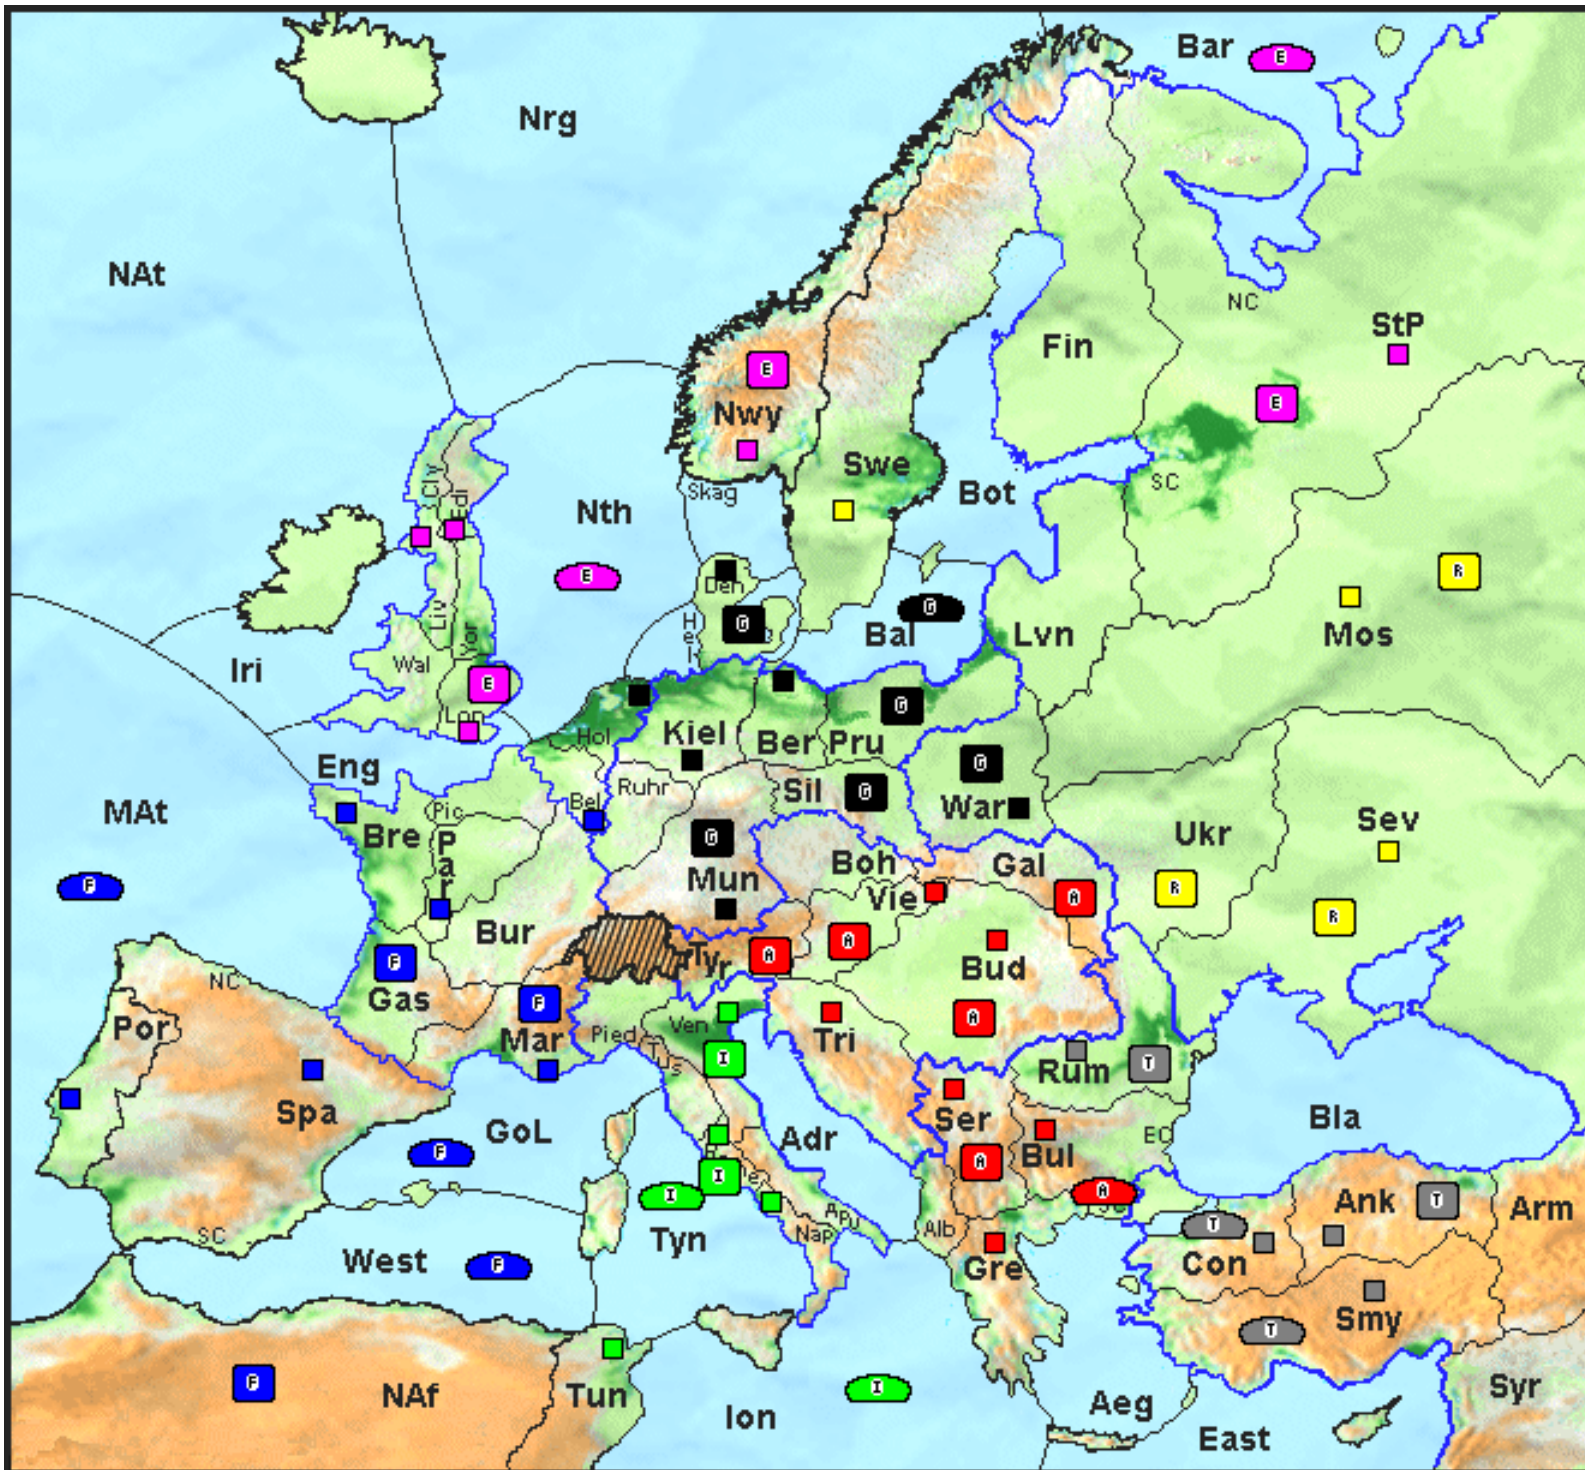 Bar
E
Nrg
NAt
NC
StP
Fin
E
Nwy
E
Swe
Skag
Bot
SC
Cly
Edi
Nth
E
R
Den
G
G
Bal
Lvn
Mos
Hel
Liv
Yor
Wal
Iri
E
Lon
G
Hol
Kiel
Ber
Pru
Eng
G
War
Ruhr
Sil
G
MAt
Pic
Bel
Bre
Par
G
Mun
Boh
Gal
Ukr
Sev
F
Vie
A
R
R
Bur
Tyr
A
A
Bud
F
Gas
NC
F
Mar
Por
Pied
Ven
Tri
A
Tus
I
Rum
T
Spa
GoL
Adr
Ser
Bul
EC
Bla
F
I
I
A
A
Ank
T
Arm
SC
West
Tyn
Apu
Nap
Alb
T
Con
F
Gre
Smy
T
F
NAf
Tun
I
Ion
Aeg
East
Syr